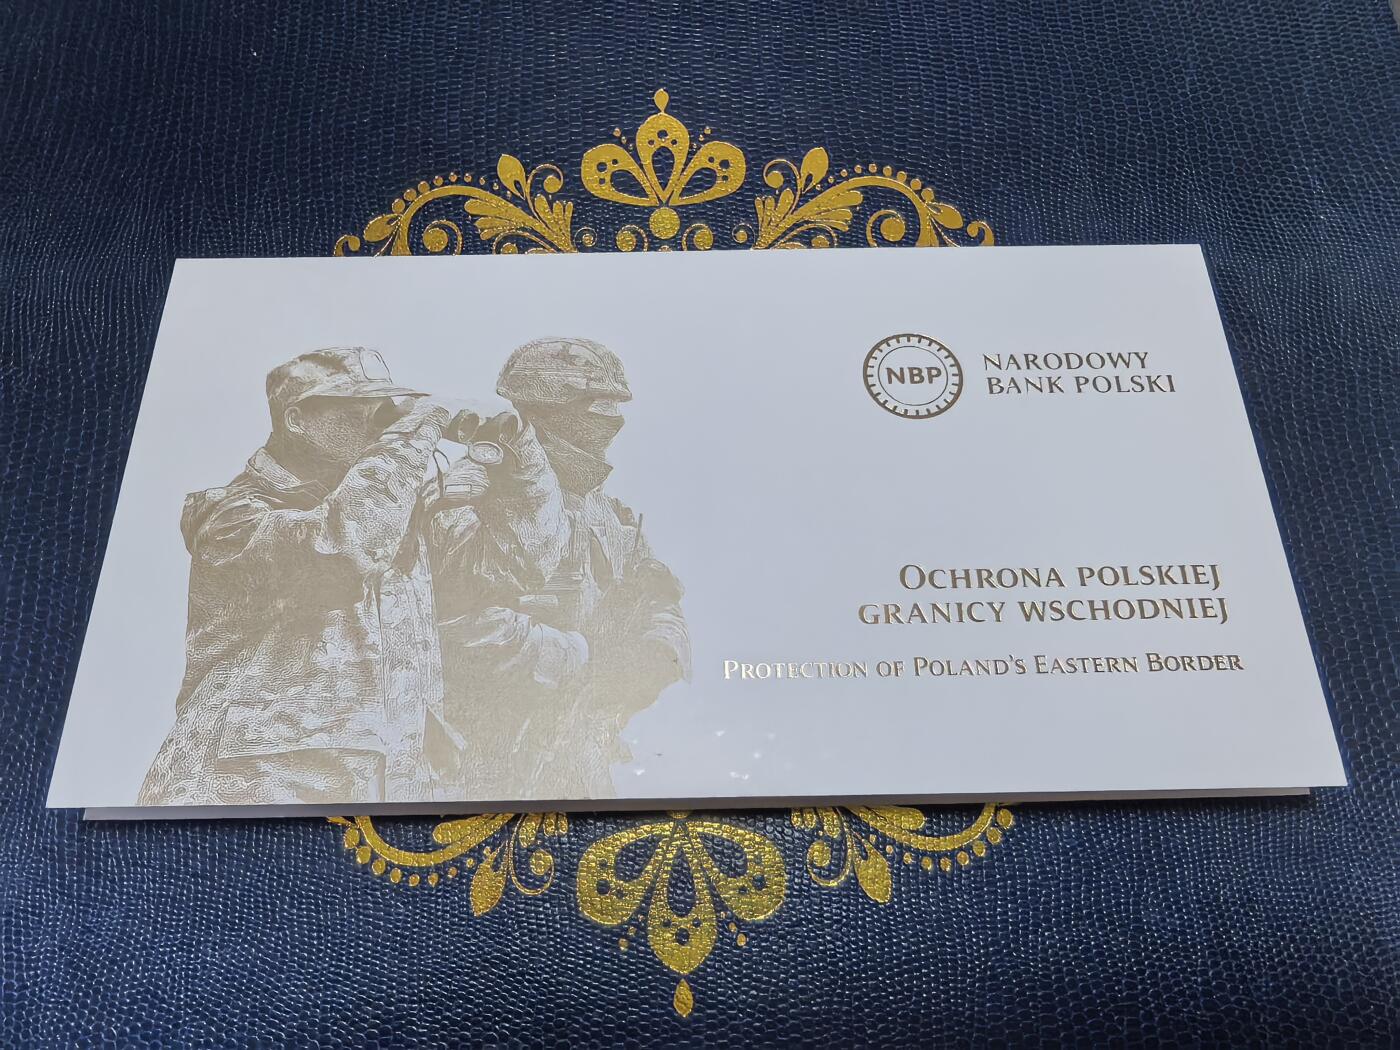 NBP
NARODOWY
BANK POLSKI
OCHRONA POLSKIEJ
GRANICY WSCHODNIEJ
PROTECTION OF POLAND'S EASTERN BORDER